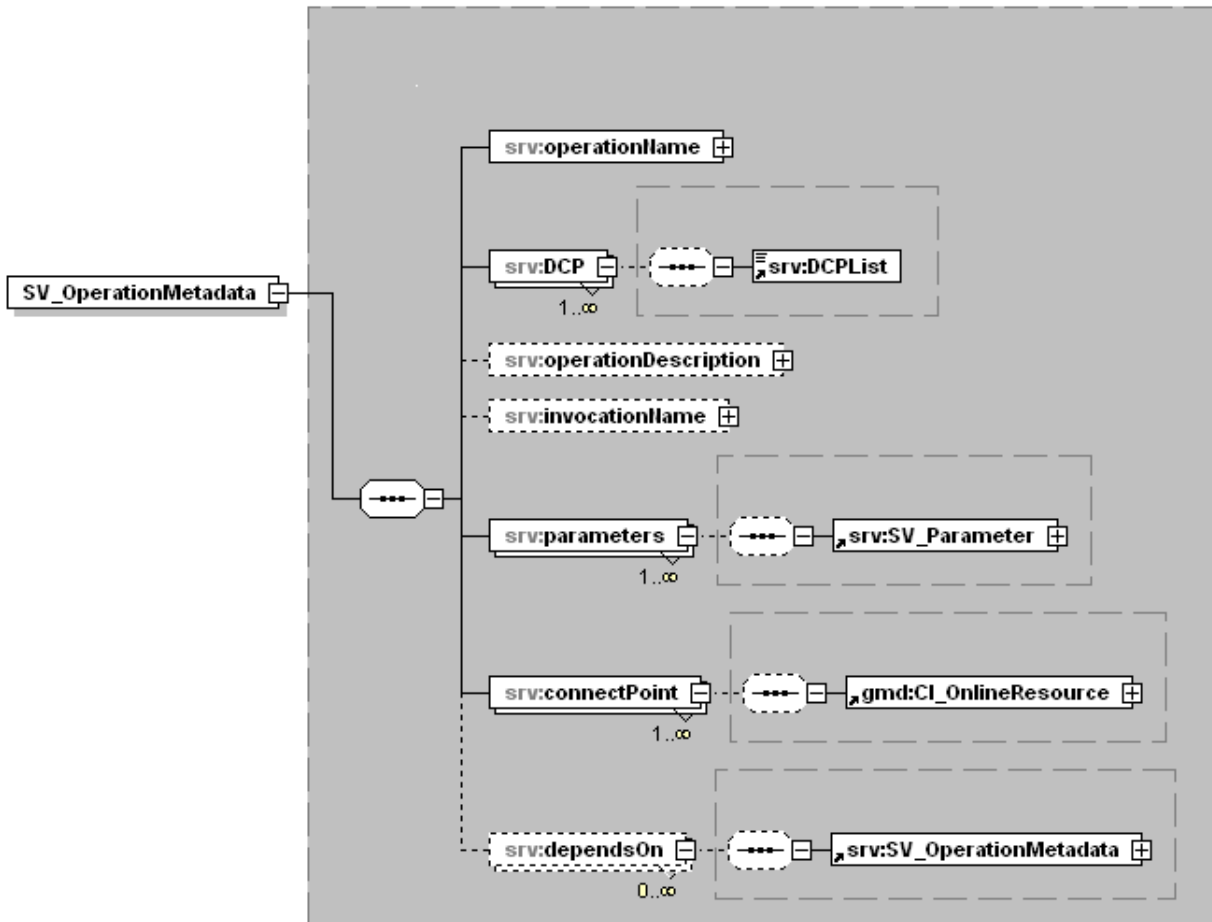 srv:operationName
srv:DCP
srv:DCPList
1..∞
SV_OperationMetadata
srv:operationDescription
srv:invocationName
srv:parameters
srv:SV_Parameter
1..∞
srv:connectPoint
gmd:CI_OnlineResource
1..∞
srv:dependsOn
srv:SV_OperationMetadata
0..∞